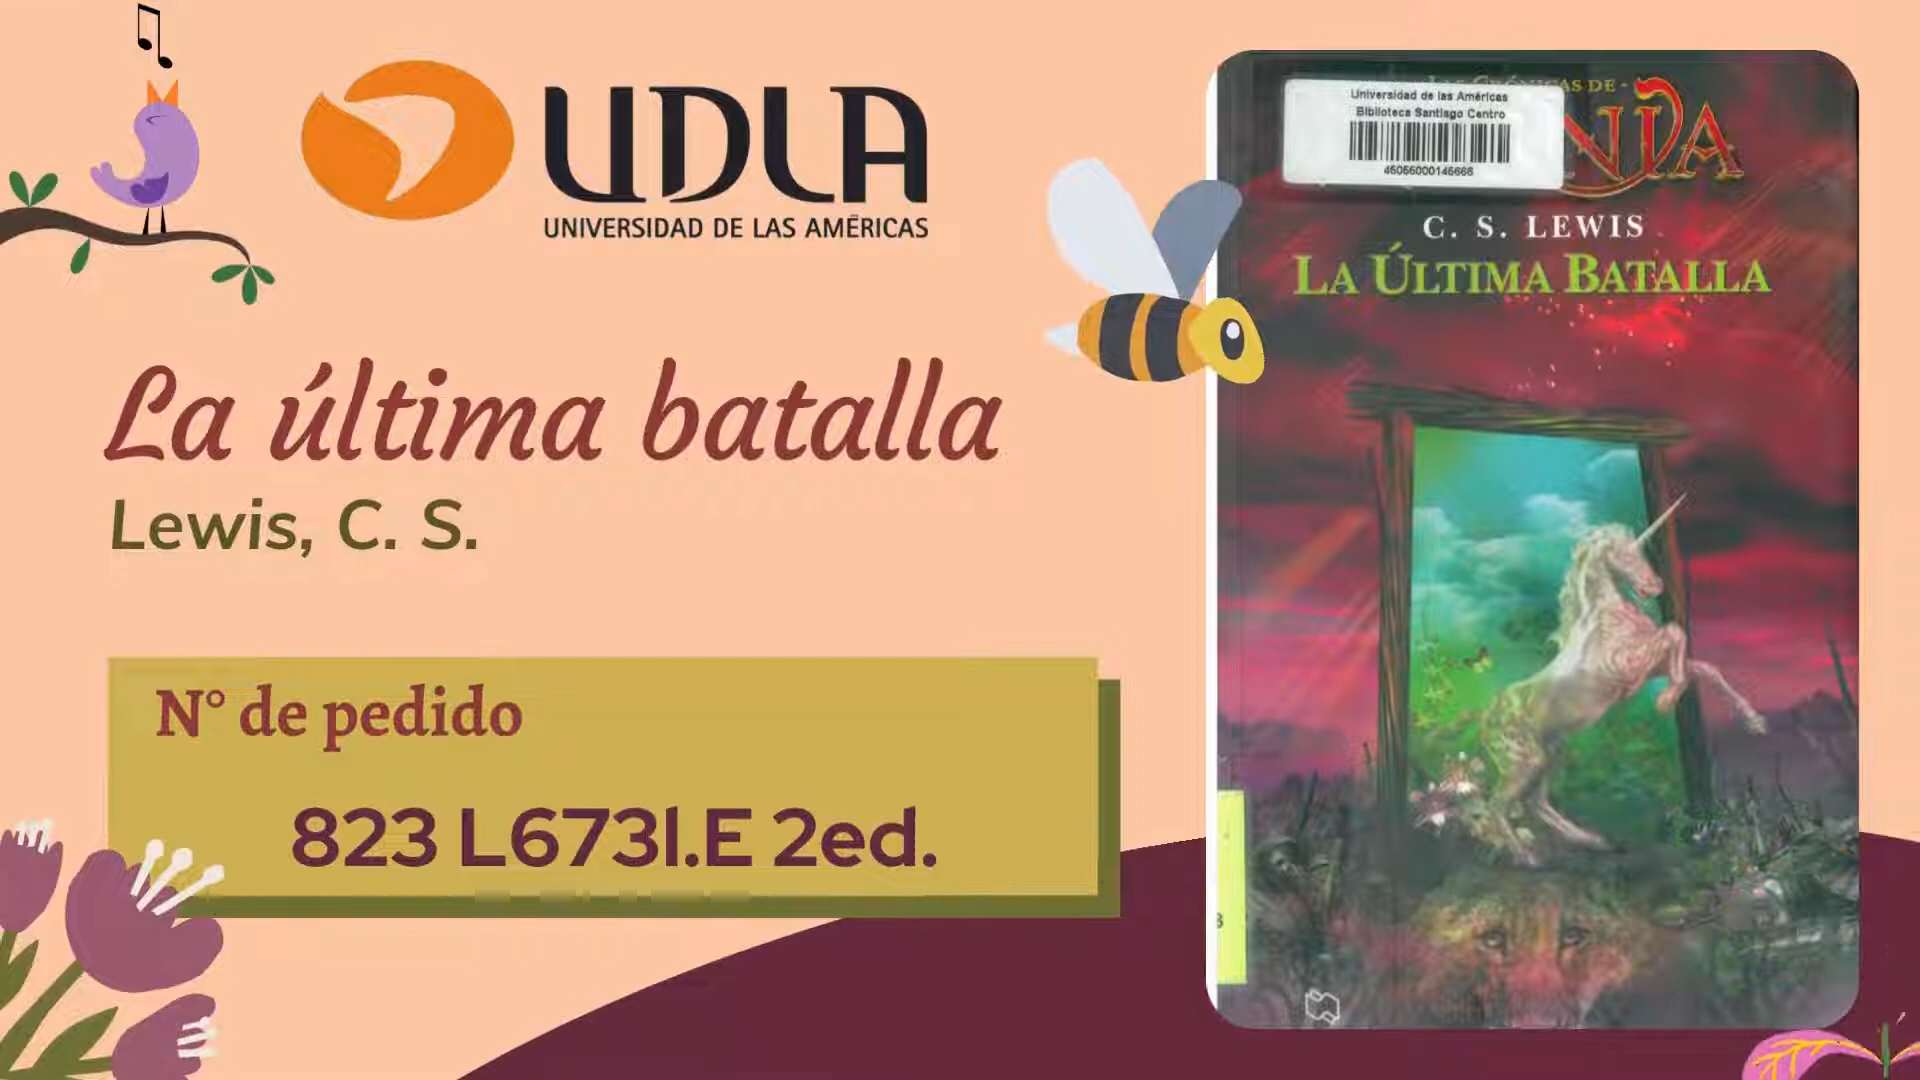 UDLA
UNIVERSIDAD DE LAS AMÉRICAS
La última batalla
Lewis, C. S.
N° de pedido
823 L673l.E 2ed.
Universidad de las Américas
Biblioteca Santiago Centro
C. S. LEWIS
LA ÚLTIMA BATALLA